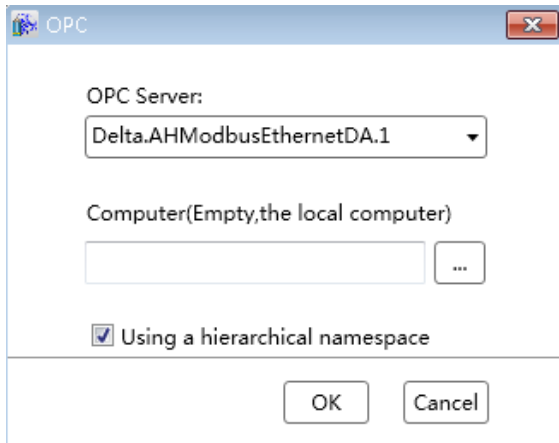 OPC
OPC Server:
Delta.AHModbusEthernetDA.1
Computer(Empty,the local computer)
...
Using a hierarchical namespace
OK Cancel